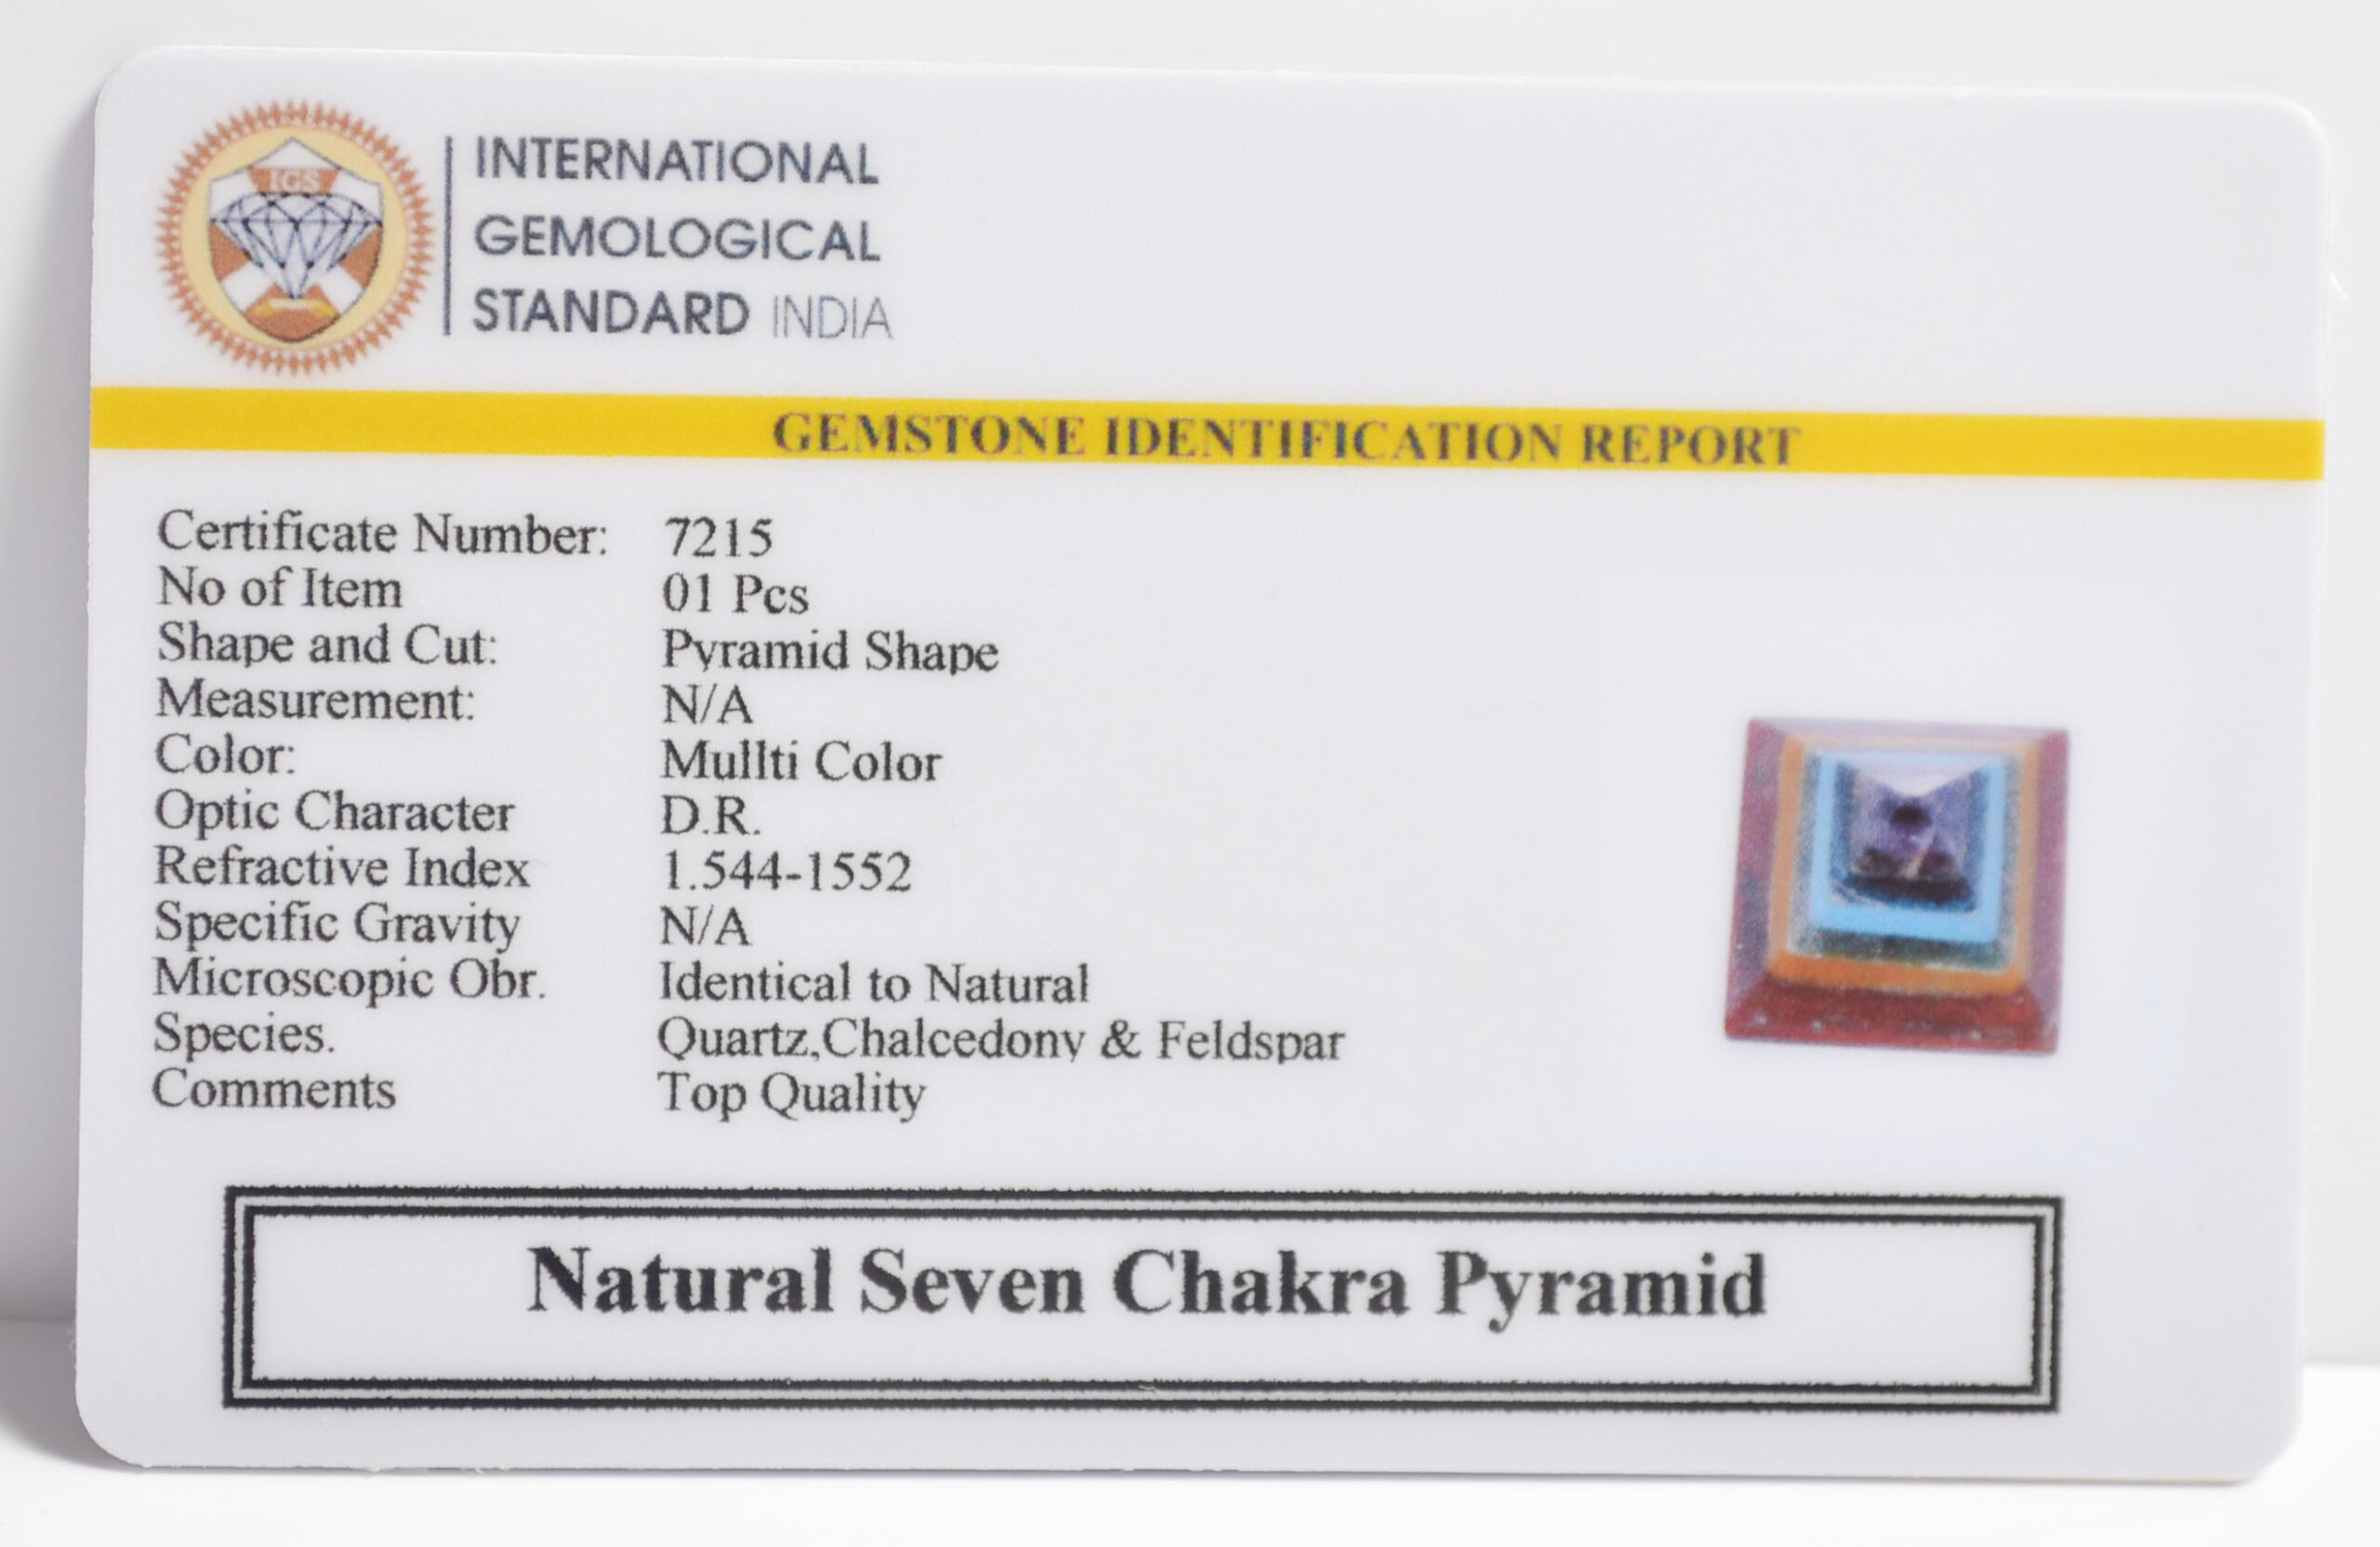 IGS
INTERNATIONAL
GEMOLOGICAL
STANDARD INDIA
GEMSTONE IDENTIFICATION REPORT
Certificate Number: 7215
No of Item 01 Pcs
Shape and Cut: Pyramid Shape
Measurement: N/A
Color: Mullti Color
Optic Character D.R.
Refractive Index 1.544-1552
Specific Gravity N/A
Microscopic Obr. Identical to Natural
Species. Quartz,Chalcedony & Feldspar
Comments Top Quality
Natural Seven Chakra Pyramid